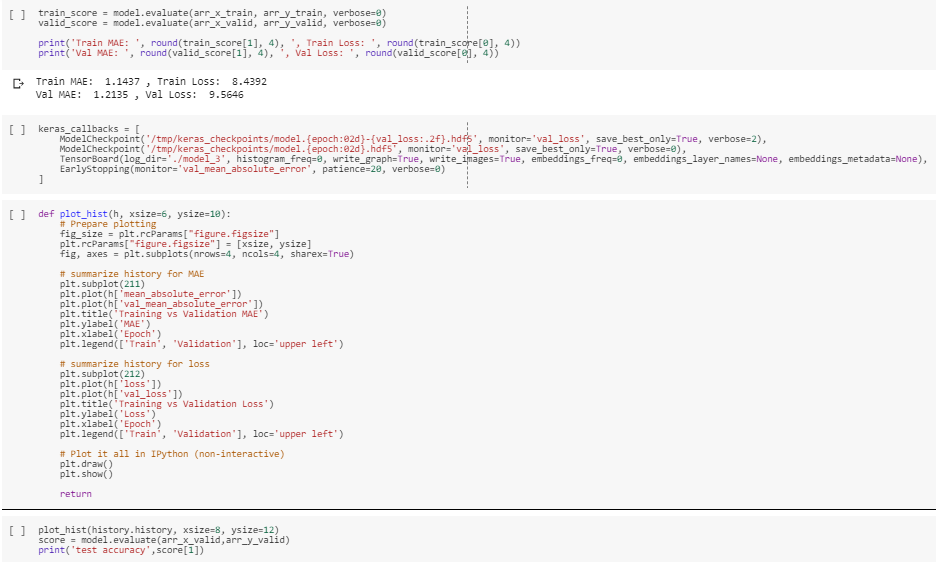 [ ] train_score = model.evaluate(arr_x_train, arr_y_train, verbose=0)
valid_score = model.evaluate(arr_x_valid, arr_y_valid, verbose=0)
print('Train MAE: ', round(train_score[1], 4), ', Train Loss: ', round(train_score[0], 4))
print('Val MAE: ', round(valid_score[1], 4), ', Val Loss: ', round(valid_score[0], 4))
Train MAE:  1.1437 , Train Loss:  8.4392
Val MAE:  1.2135 , Val Loss:  9.5646
[ ] keras_callbacks = [
    ModelCheckpoint('/tmp/keras_checkpoints/model.{epoch:02d}-{val_loss:.2f}.hdf5', monitor='val_loss', save_best_only=True, verbose=2),
    ModelCheckpoint('/tmp/keras_checkpoints/model.{epoch:02d}.hdf5', monitor='val_loss', save_best_only=True, verbose=0),
    TensorBoard(log_dir='./model_3', histogram_freq=0, write_graph=True, write_images=True, embeddings_freq=0, embeddings_layer_names=None, embeddings_metadata=None),
    EarlyStopping(monitor='val_mean_absolute_error', patience=20, verbose=0)
]
[ ] def plot_hist(h, xsize=6, ysize=10):
    # Prepare plotting
    fig_size = plt.rcParams["figure.figsize"]
    plt.rcParams["figure.figsize"] = [xsize, ysize]
    fig, axes = plt.subplots(nrows=4, ncols=4, sharex=True)
    # summarize history for MAE
    plt.subplot(211)
    plt.plot(h['mean_absolute_error'])
    plt.plot(h['val_mean_absolute_error'])
    plt.title('Training vs Validation MAE')
    plt.ylabel('MAE')
    plt.xlabel('Epoch')
    plt.legend(['Train', 'Validation'], loc='upper left')
    # summarize history for loss
    plt.subplot(212)
    plt.plot(h['loss'])
    plt.plot(h['val_loss'])
    plt.title('Training vs Validation Loss')
    plt.ylabel('Loss')
    plt.xlabel('Epoch')
    plt.legend(['Train', 'Validation'], loc='upper left')
    # Plot it all in IPython (non-interactive)
    plt.draw()
    plt.show()
    return
[ ] plot_hist(history.history, xsize=8, ysize=12)
score = model.evaluate(arr_x_valid,arr_y_valid)
print('test accuracy',score[1])